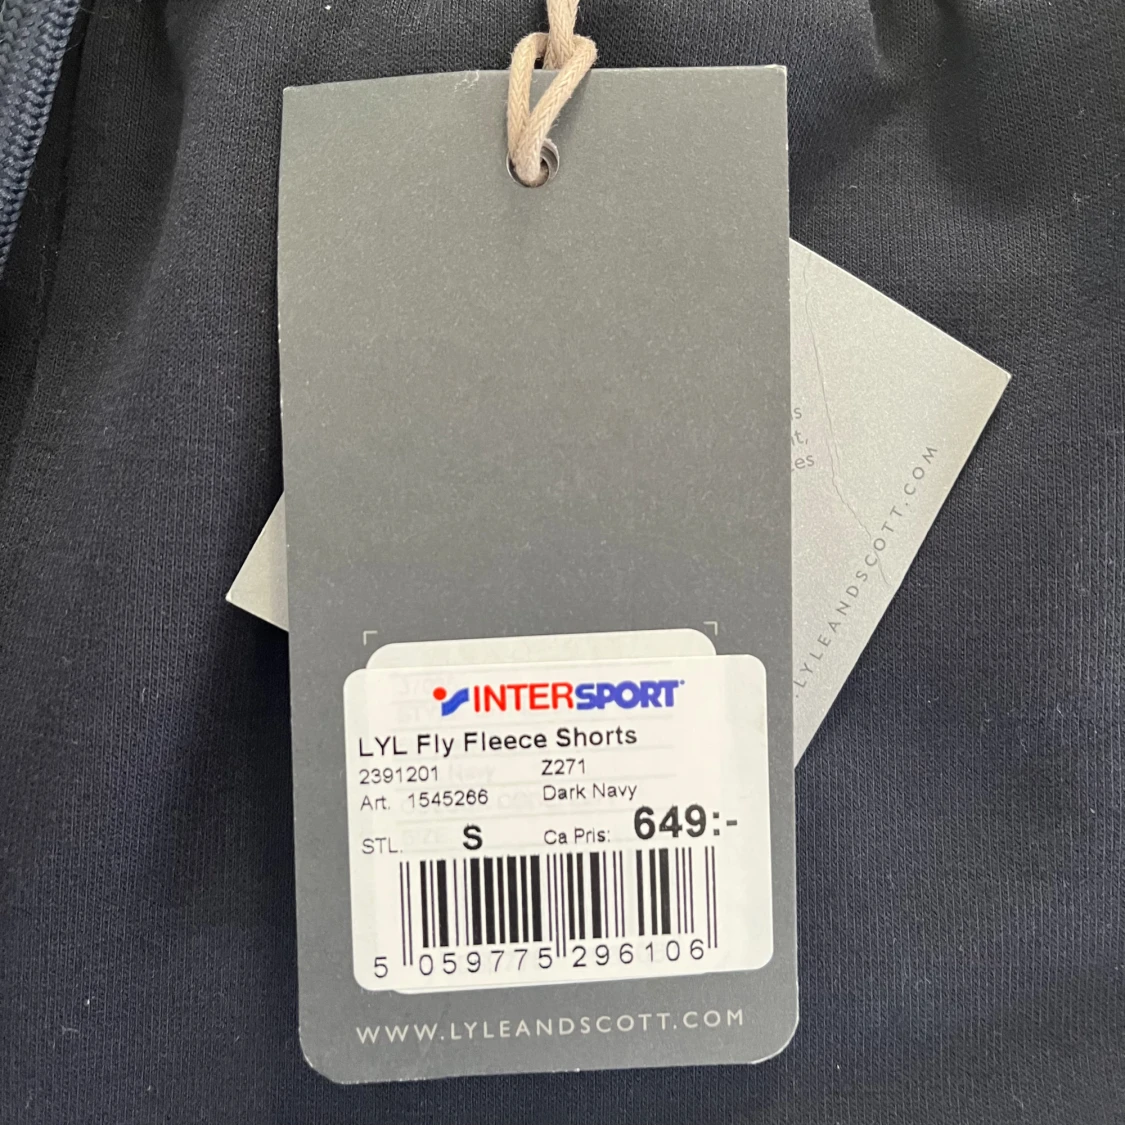 s
t,
es
LYLEANDSCOTT.COM
INTERSPORT
LYL Fly Fleece Shorts
2391201 Z271
Art. 1545266 Dark Navy
STL. S Ca Pris: 649:-
5 059775 296106
WWW.LYLEANDSCOTT.COM